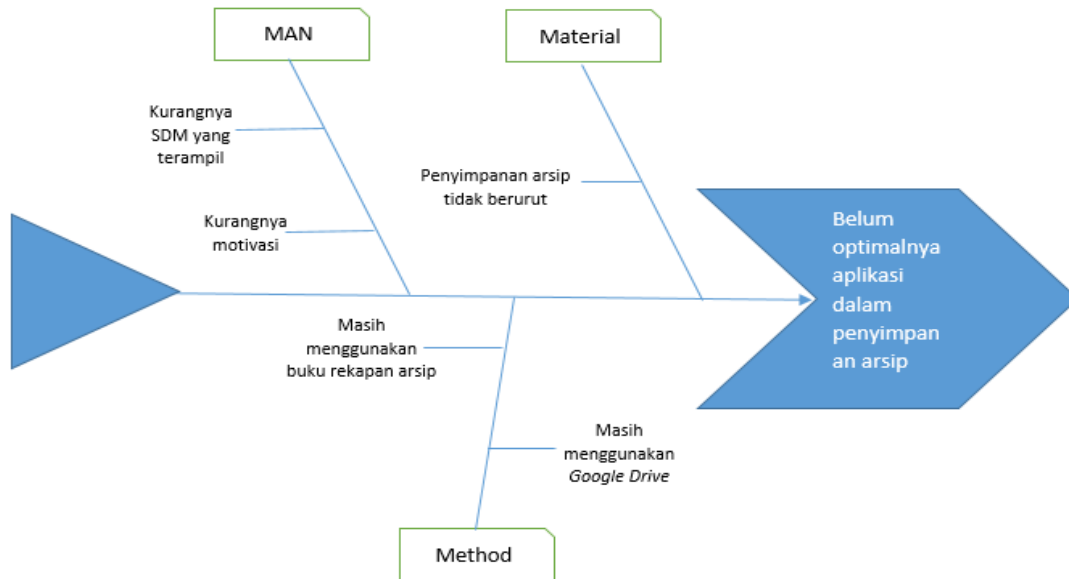 MAN
Material
Kurangnya
SDM yang
terampil
Penyimpanan arsip
tidak berurut
Kurangnya
motivasi
Belum
optimalnya
aplikasi
dalam
penyimpan
an arsip
Masih
menggunakan
buku rekapan arsip
Masih
menggunakan
Google Drive
Method